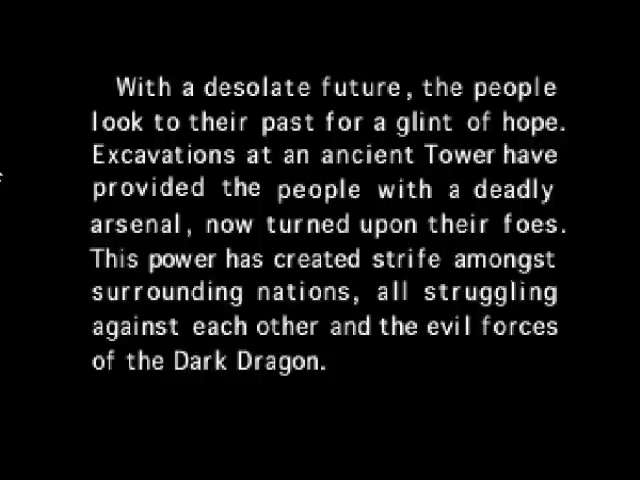 With a desolate future, the people
look to their past for a glint of hope.
Excavations at an ancient Tower have
provided the people with a deadly
arsenal, now turned upon their foes.
This power has created strife amongst
surrounding nations, all struggling
against each other and the evil forces
of the Dark Dragon.